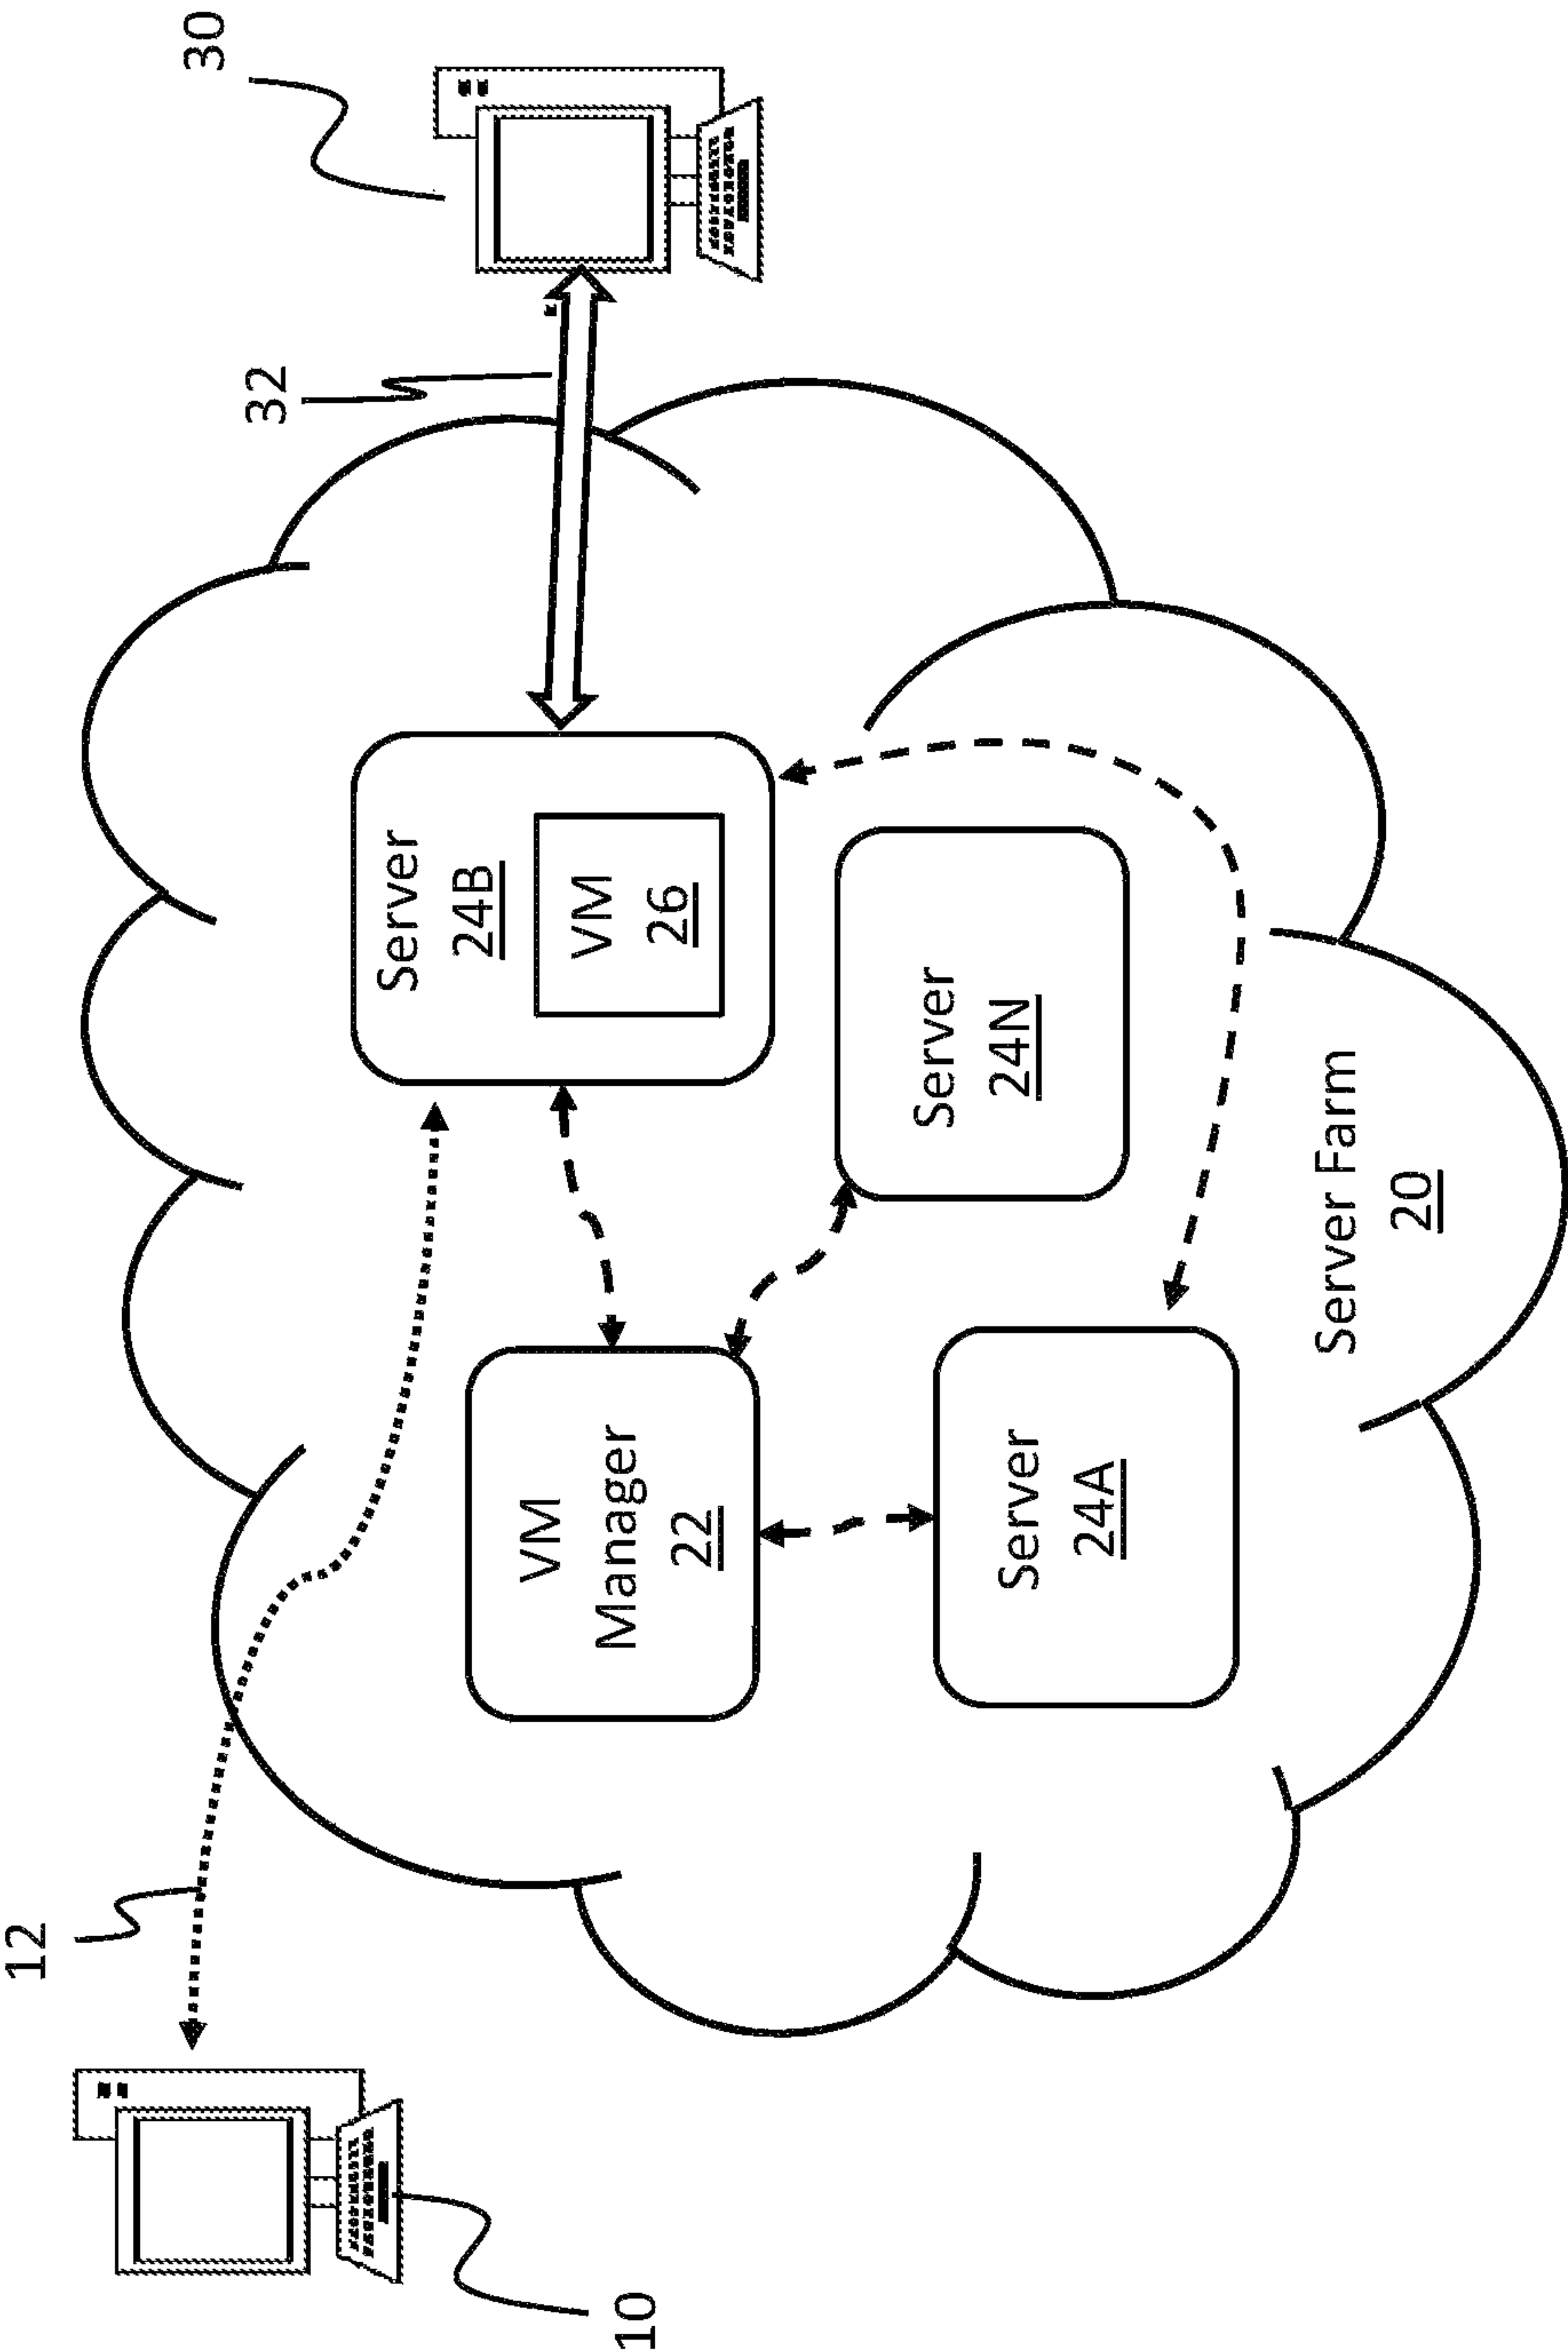 12
10
VM
Manager
22
Server
24B
VM
26
32
30
Server
24A
Server
24N
Server Farm
20